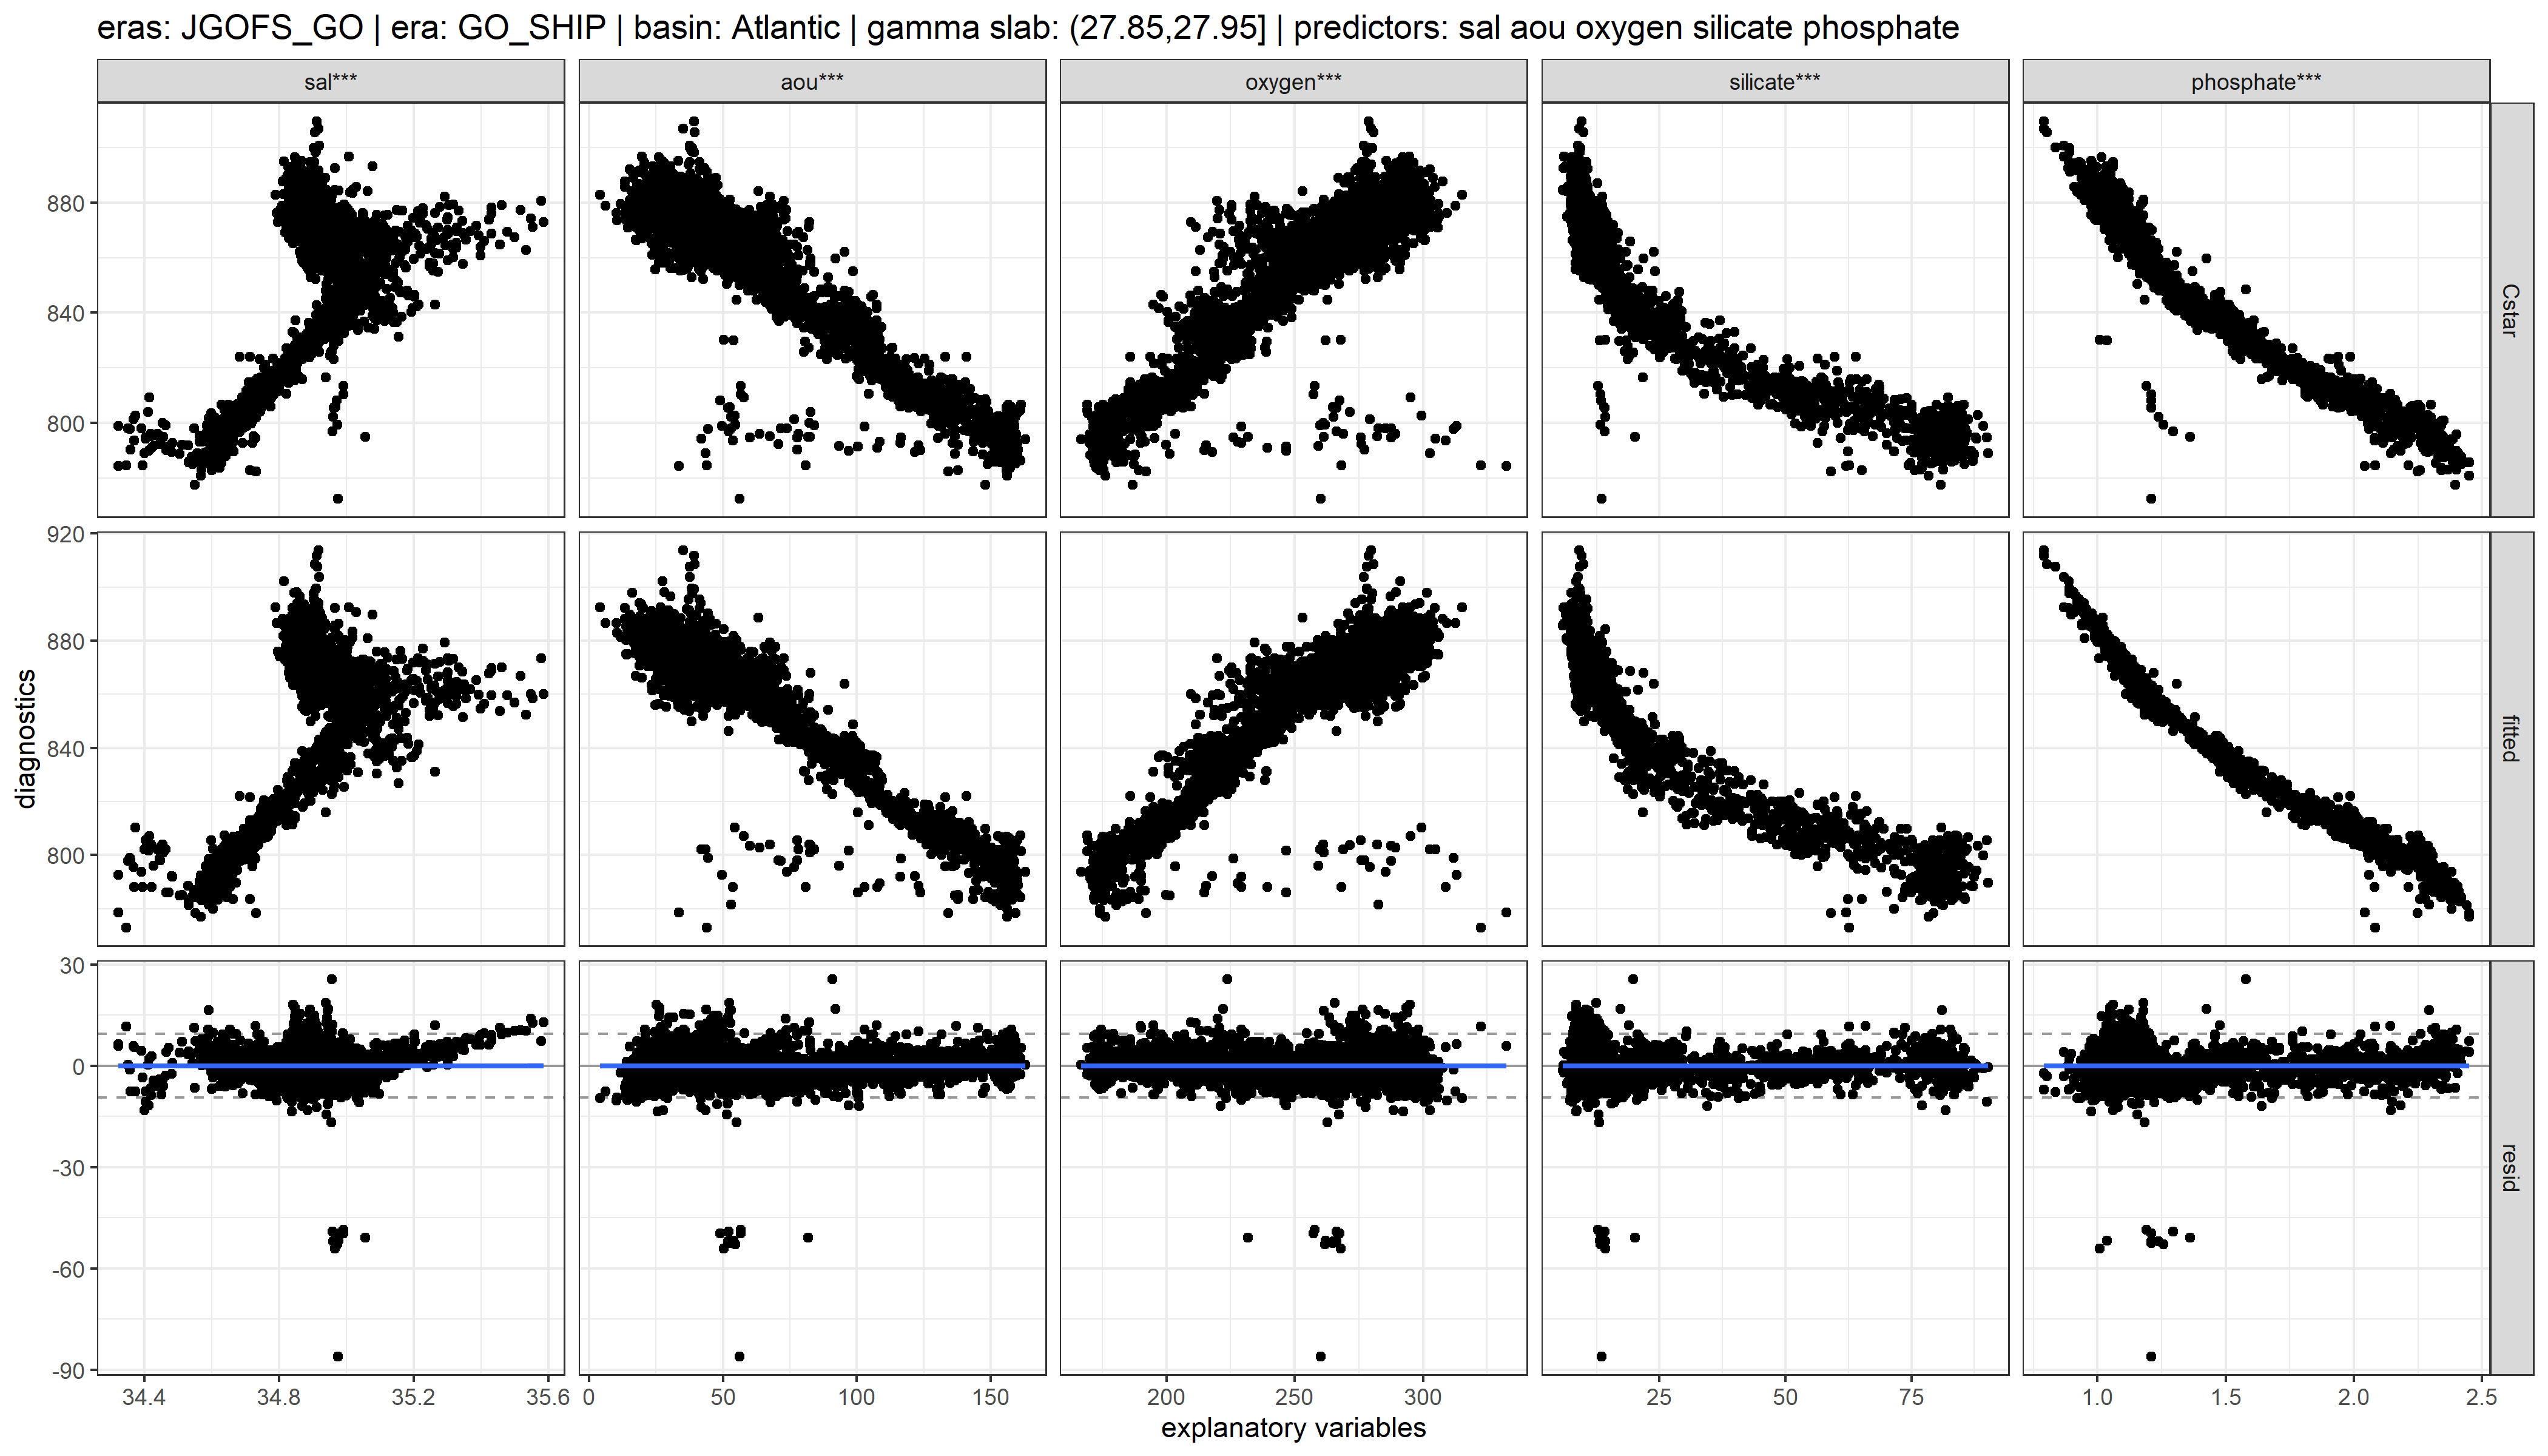 eras: JGOFS_GO | era: GO_SHIP | basin: Atlantic | gamma slab: (27.85,27.95] | predictors: sal aou oxygen silicate phosphate
sal*** aou*** oxygen*** silicate*** phosphate***
880
840
800
Cstar
920
880
840
800
fitted
diagnostics
30
0
-30
-60
-90
resid
34.4 34.8 35.2 35.6 0 50 100 150 200 250 300 25 50 75 1.0 1.5 2.0 2.5
explanatory variables